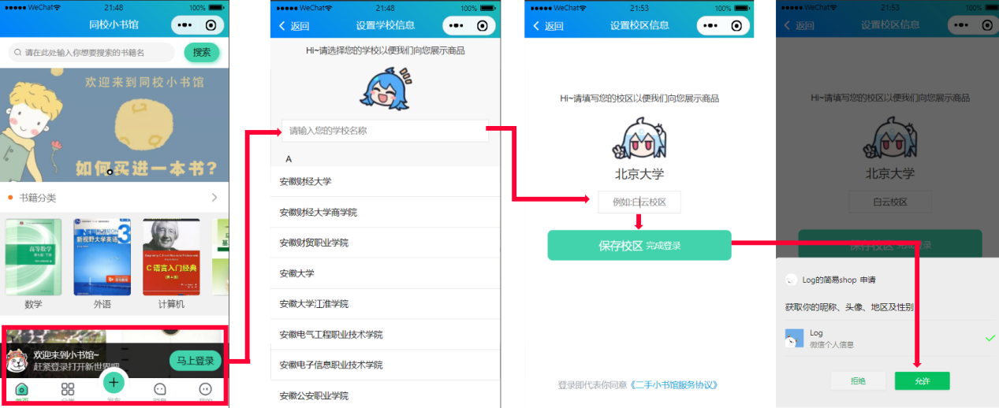 WeChat 21:48 100%
同校小书馆
请在此处输入你想要搜索的书籍名
搜索
欢迎来到同校小书馆
如何买进一本书?
书籍分类
高等数学
新视野大学英语 3
C语言入门经典
数学
外语
计算机
欢迎来到小书馆~
赶紧登录打开新世界吧
马上登录
首页
分类
发布
消息
我的
WeChat 21:48 100%
返回
设置学校信息
Hi~请选择您的学校以便我们向您展示商品
请输入您的学校名称
A
安徽财经大学
安徽财经大学商学院
安徽财贸职业学院
安徽大学
安徽大学江淮学院
安徽电气工程职业技术学院
安徽电子信息职业技术学院
安徽公安职业学院
WeChat 21:53 100%
返回
设置校区信息
Hi~请填写您的校区以便我们向您展示商品
北京大学
例如:白云校区
保存校区 完成登录
登录即代表你同意《二手小书馆服务协议》
WeChat 21:53 100%
返回
设置校区信息
Hi~请填写您的校区以便我们向您展示商品
北京大学
白云校区
保存校区 完成登录
Log的简易shop 申请
获取你的昵称、头像、地区及性别
Log
微信个人信息
拒绝
允许